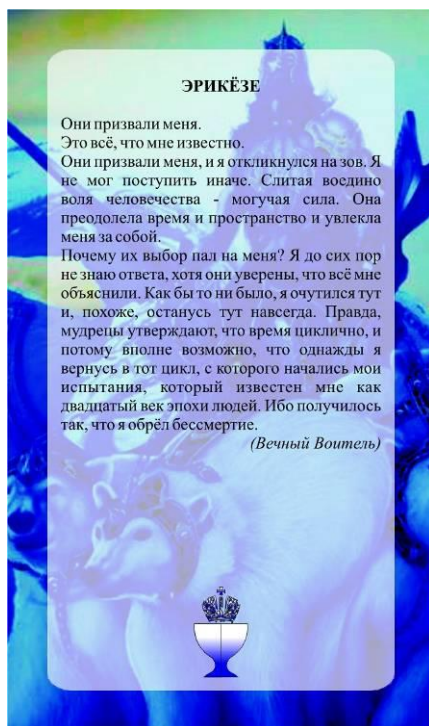 ЭРИКЁЗЕ
Они призвали меня.
Это всё, что мне известно.
Они призвали меня, и я откликнулся на зов. Я
не мог поступить иначе. Слитая воедино
воля человечества - могучая сила. Она
преодолела время и пространство и увлекла
меня за собой.
Почему их выбор пал на меня? Я до сих пор
не знаю ответа, хотя они уверены, что всё мне
объяснили. Как бы то ни было, я очутился тут
и, похоже, останусь тут навсегда. Правда,
мудрецы утверждают, что время циклично, и
потому вполне возможно, что однажды я
вернусь в тот цикл, с которого начались мои
испытания, который известен мне как
двадцатый век эпохи людей. Ибо получилось
так, что я обрёл бессмертие.
(Вечный Воитель)